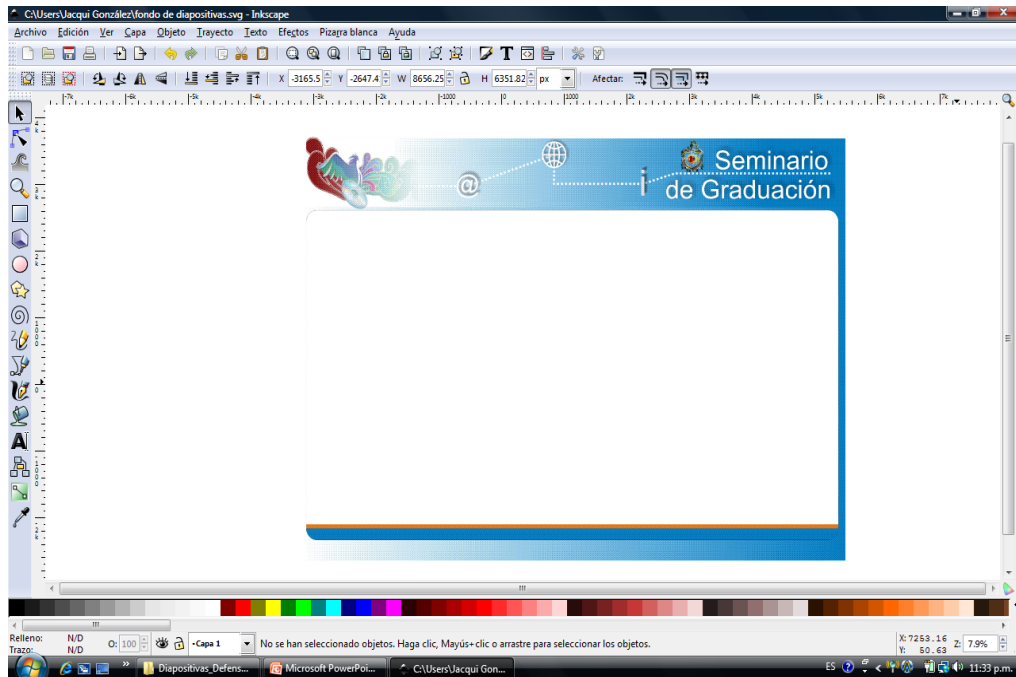 C:\Users\Jacqui González\fondo de diapositivas.svg - Inkscape
Archivo Edición Ver Capa Objeto Trayecto Texto Efectos Pizarra blanca Ayuda
X -3165.5 Y -2647.4 W 8656.25 H 6351.82 px Afectar:
@ i Seminario
de Graduación
Relleno: N/D
Trazo: N/D
O: 100
-Capa 1
No se han seleccionado objetos. Haga clic, Mayús+clic o arrastre para seleccionar los objetos.
X: 7253.16
Y: 50.63
Z: 7.9%
Diapositivas_Defens... Microsoft PowerPoi... C:\Users\Jacqui Gon... ES 11:33 p.m.